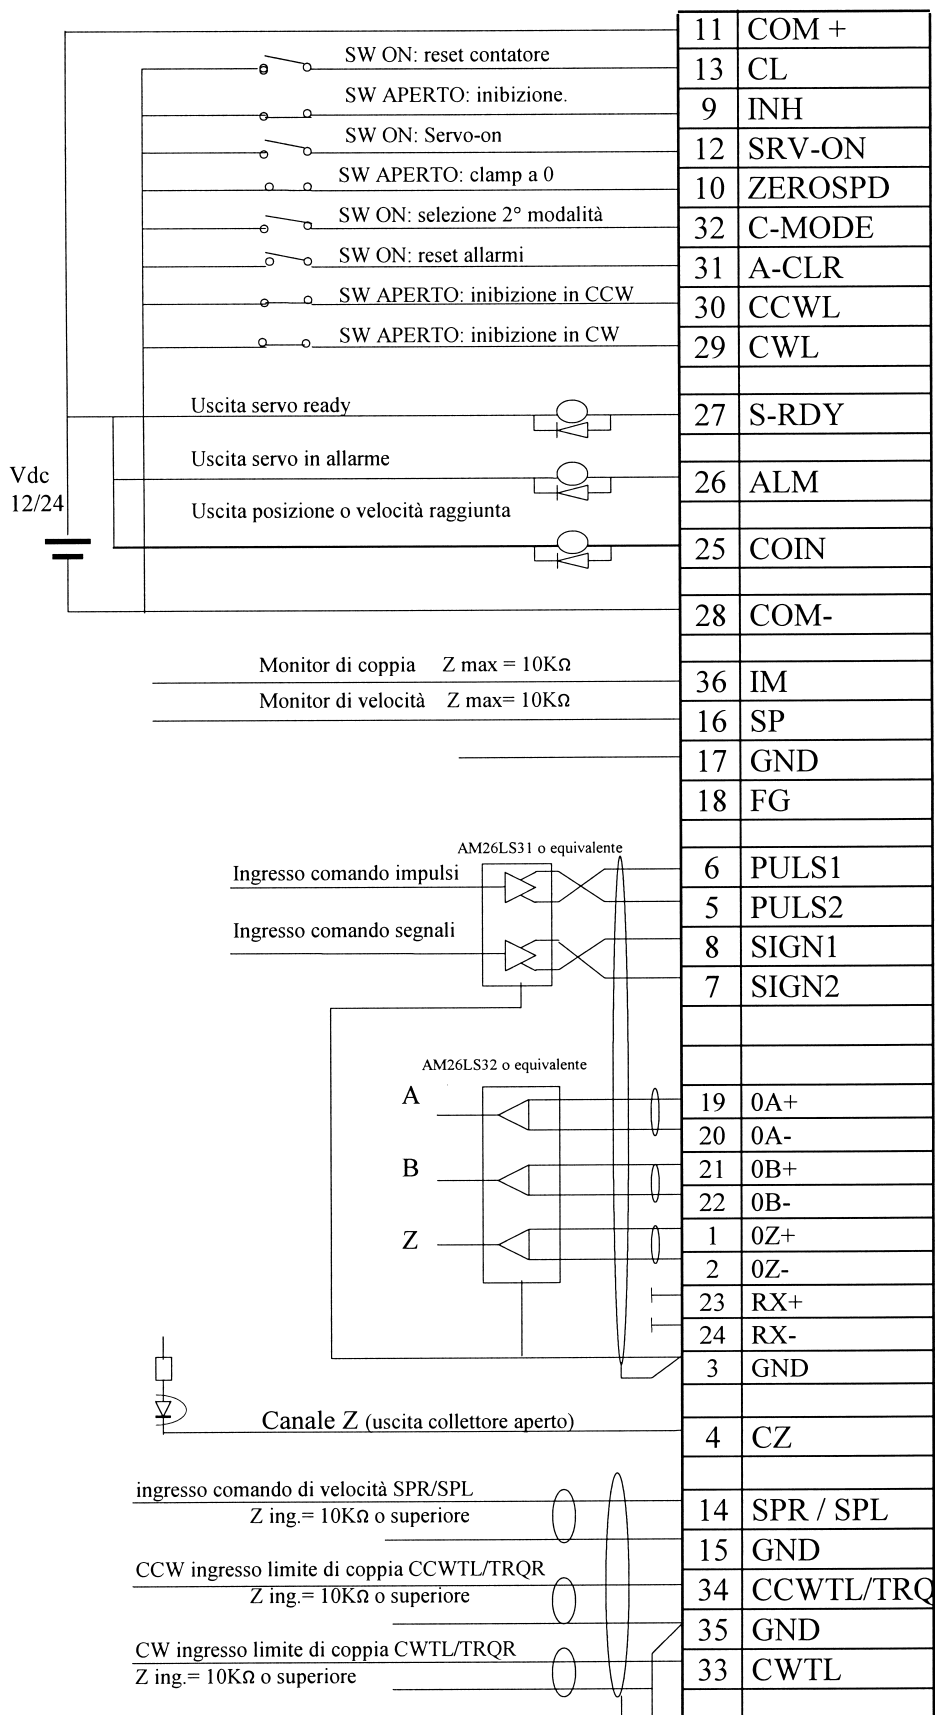 11 COM +
SW ON: reset contatore
13 CL
SW APERTO: inibizione.
9 INH
SW ON: Servo-on
12 SRV-ON
SW APERTO: clamp a 0
10 ZEROSPD
SW ON: selezione 2° modalità
32 C-MODE
SW ON: reset allarmi
31 A-CLR
SW APERTO: inibizione in CCW
30 CCWL
SW APERTO: inibizione in CW
29 CWL
Uscita servo ready
27 S-RDY
Uscita servo in allarme
26 ALM
Vdc
12/24
Uscita posizione o velocità raggiunta
25 COIN
28 COM-
Monitor di coppia Z max = 10KΩ
36 IM
Monitor di velocità Z max= 10KΩ
16 SP
17 GND
18 FG
AM26LS31 o equivalente
Ingresso comando impulsi
6 PULS1
5 PULS2
Ingresso comando segnali
8 SIGN1
7 SIGN2
AM26LS32 o equivalente
A
19 0A+
20 0A-
B
21 0B+
22 0B-
Z
1 0Z+
2 0Z-
23 RX+
24 RX-
3 GND
Canale Z (uscita collettore aperto)
4 CZ
ingresso comando di velocità SPR/SPL
Z ing.= 10KΩ o superiore
14 SPR / SPL
15 GND
CCW ingresso limite di coppia CCWTL/TRQR
Z ing.= 10KΩ o superiore
34 CCWTL/TRQ
35 GND
CW ingresso limite di coppia CWTL/TRQR
Z ing.= 10KΩ o superiore
33 CWTL